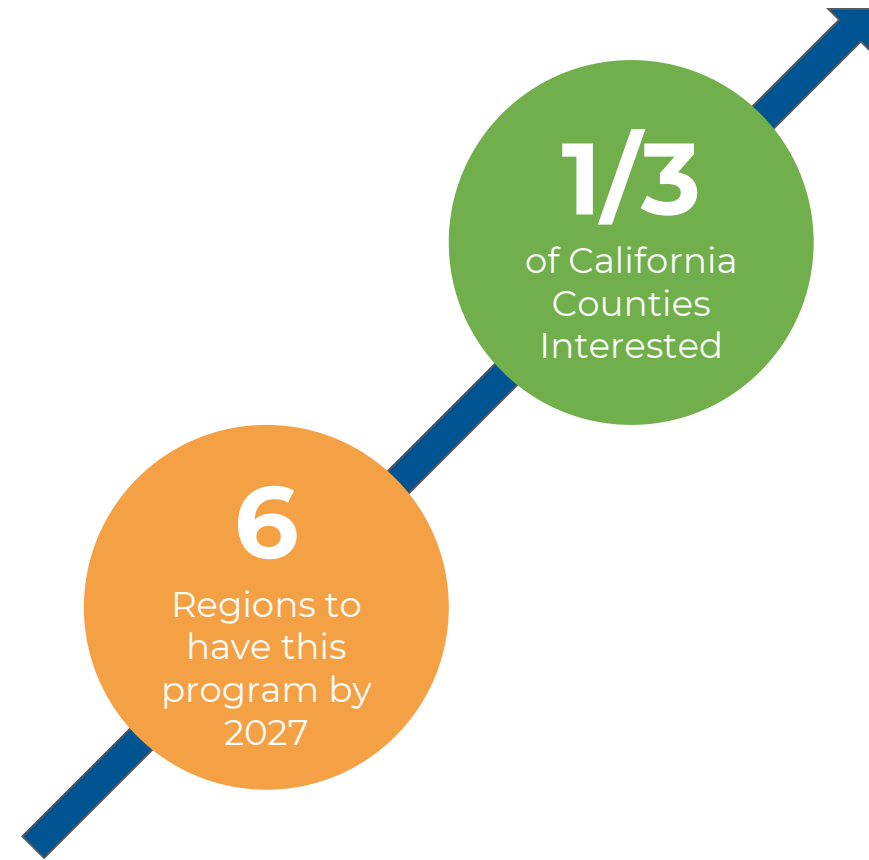 1/3
of California
Counties
Interested
6
Regions to
have this
program by
2027